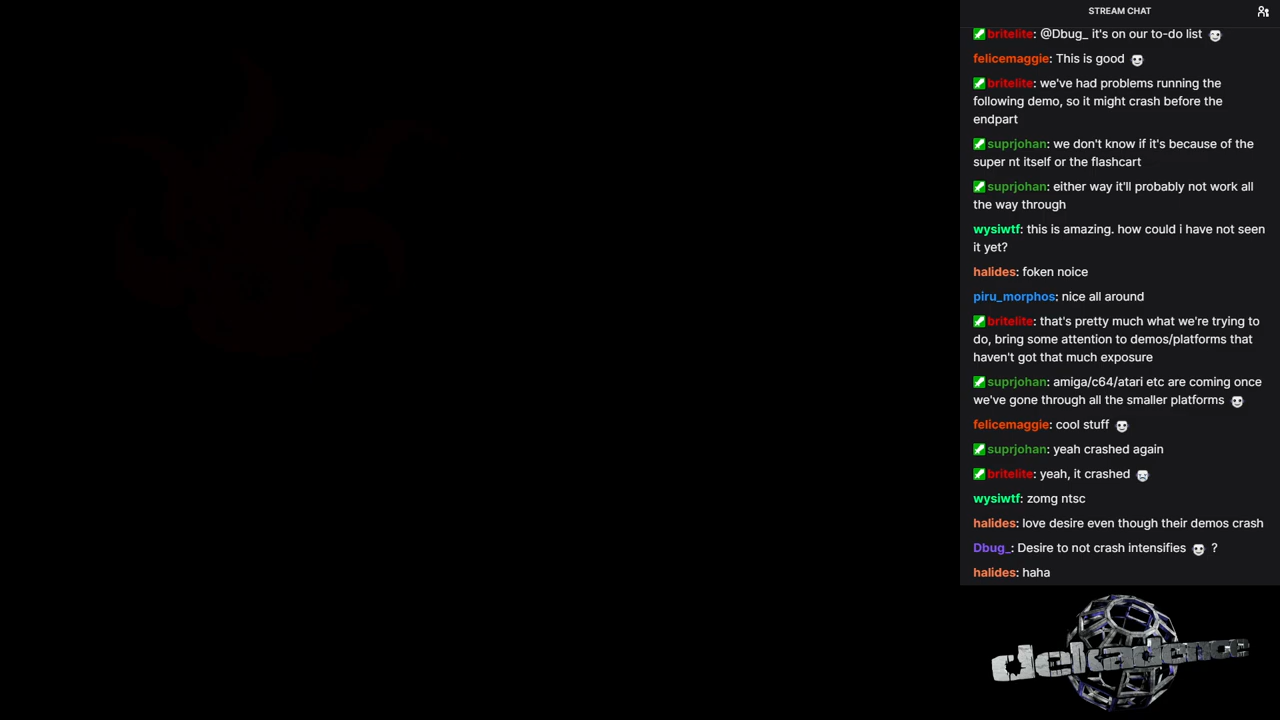 STREAM CHAT
britelite: @Dbug_ it's on our to-do list
felicemaggie: This is good
britelite: we've had problems running the
following demo, so it might crash before the
endpart
suprjohan: we don't know if it's because of the
super nt itself or the flashcart
suprjohan: either way it'll probably not work all
the way through
wysiwtf: this is amazing. how could i have not seen
it yet?
halides: foken noice
piru_morphos: nice all around
britelite: that's pretty much what we're trying to
do, bring some attention to demos/platforms that
haven't got that much exposure
suprjohan: amiga/c64/atari etc are coming once
we've gone through all the smaller platforms
felicemaggie: cool stuff
suprjohan: yeah crashed again
britelite: yeah, it crashed
wysiwtf: zomg ntsc
halides: love desire even though their demos crash
Dbug_: Desire to not crash intensifies ?
halides: haha
dekadence